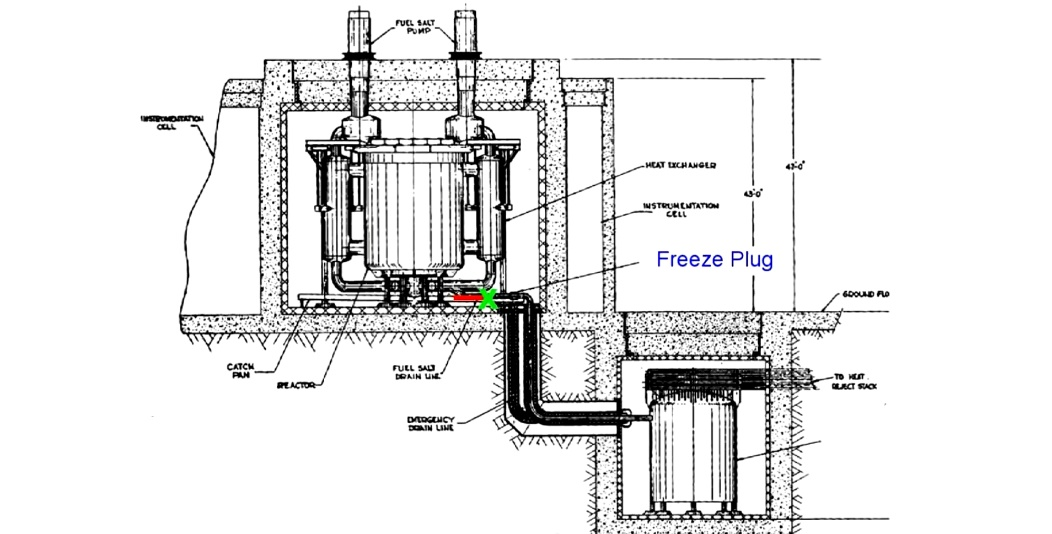 FUEL SALT
PUMP
INSTRUMENTATION
CELL
HEAT EXCHANGER
INSTRUMENTATION
CELL
43'-0"
Freeze Plug
GROUND FLO
CATCH
PAN
REACTOR
FUEL SALT
DRAIN LINE
EMERGENCY
DRAIN LINE
TO HEAT
REJECT STACK